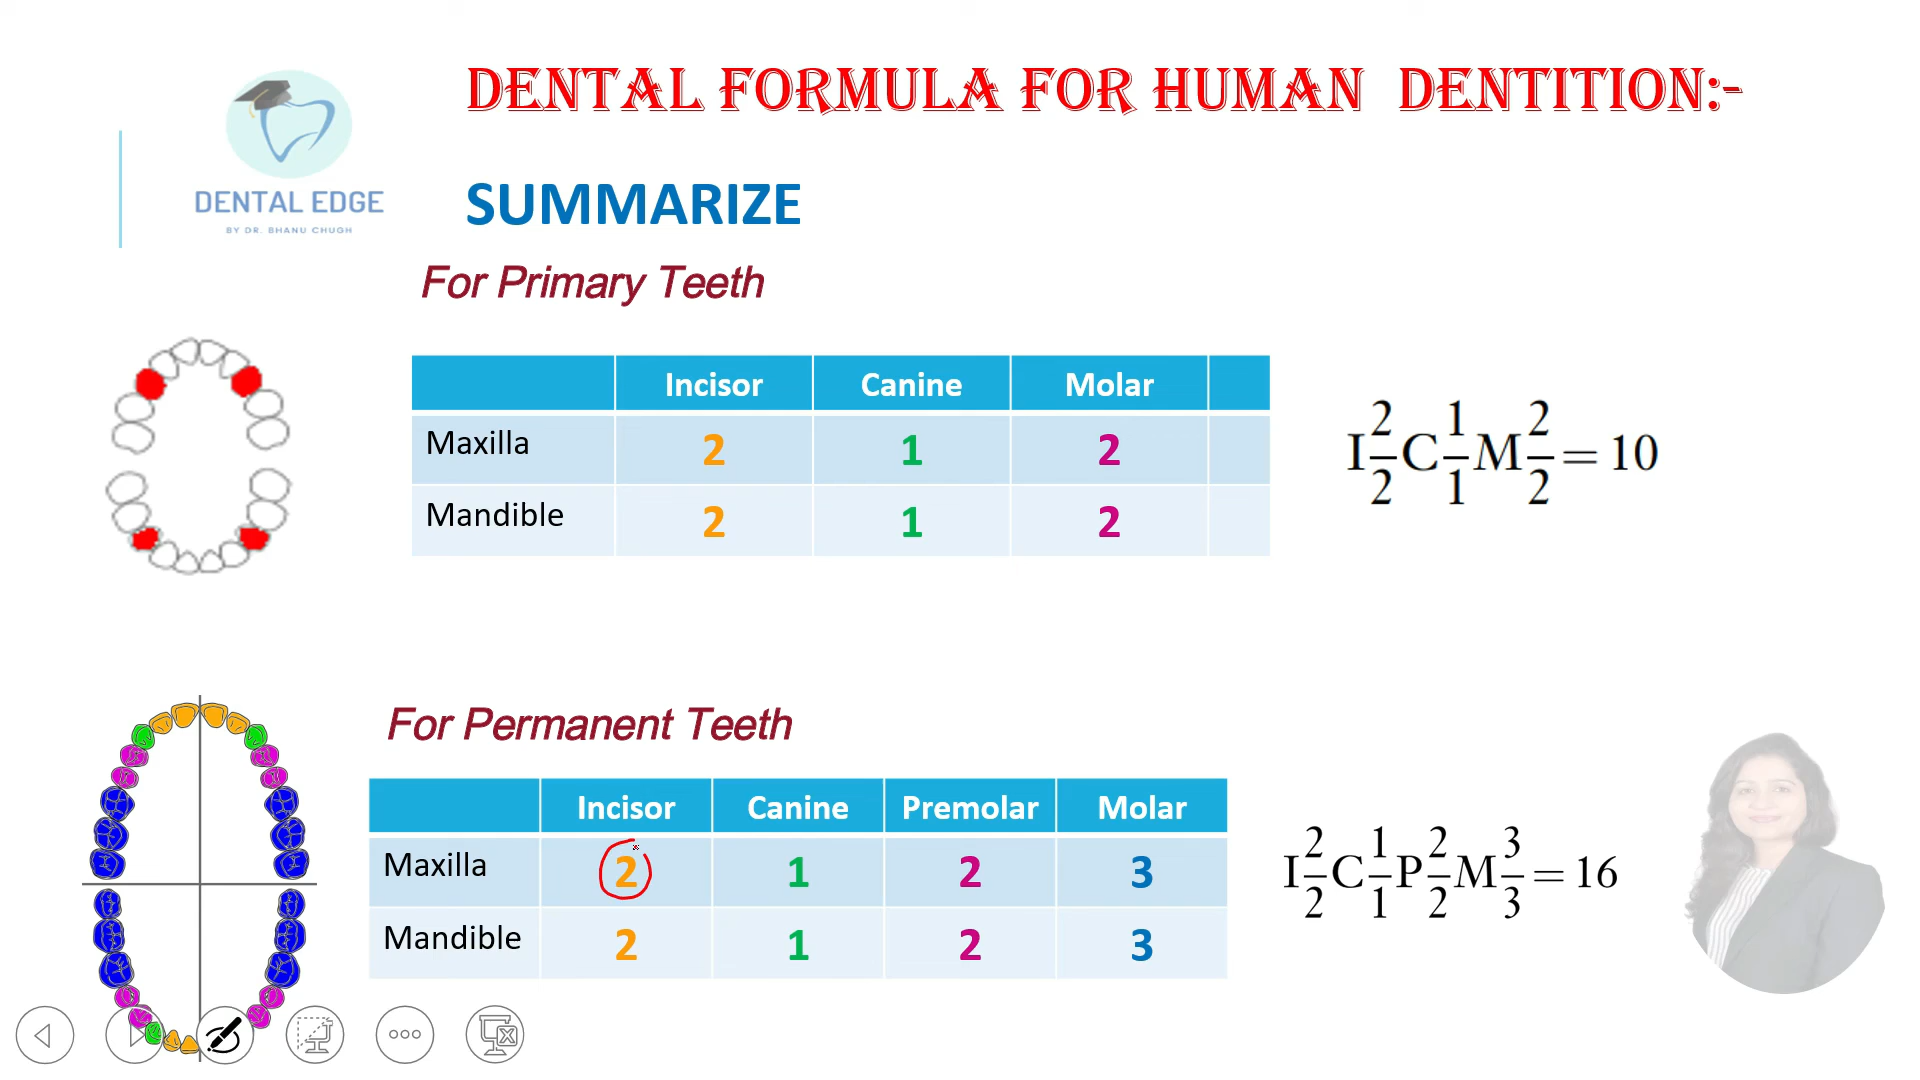 DENTAL FORMULA FOR HUMAN DENTITION:-
DENTAL EDGE
BY DR. BHANU CHUGH
SUMMARIZE
For Primary Teeth
Incisor Canine Molar
Maxilla 2 1 2
Mandible 2 1 2
I 2/2 C 1/1 M 2/2 = 10
For Permanent Teeth
Incisor Canine Premolar Molar
Maxilla 2 1 2 3
Mandible 2 1 2 3
I 2/2 C 1/1 P 2/2 M 3/3 = 16